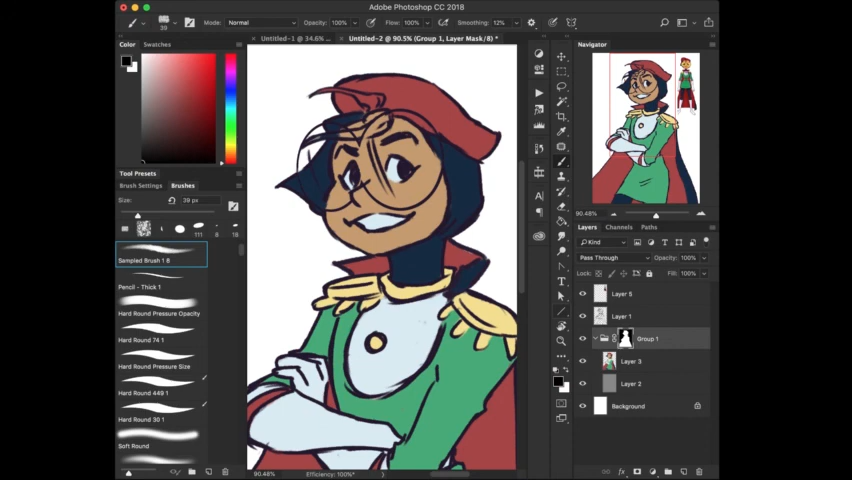 Adobe Photoshop CC 2018
39
Mode: Normal
Opacity: 100%
Flow: 100%
Smoothing: 12%
Color
Swatches
Untitled-1 @ 34.6% ...
Untitled-2 @ 90.5% (Group 1, Layer Mask/8) *
Navigator
90.48%
Tool Presets
Brush Settings
Brushes
Size:
39 px
111
8
18
Sampled Brush 1 8
Pencil - Thick 1
Hard Round Pressure Opacity
Hard Round 74 1
Hard Round Pressure Size
Hard Round 449 1
Hard Round 30 1
Soft Round
Layers
Channels
Paths
Kind
Pass Through
Opacity: 100%
Lock:
Fill: 100%
Layer 5
Layer 1
Group 1
Layer 3
Layer 2
Background
90.48%
Efficiency: 100%*